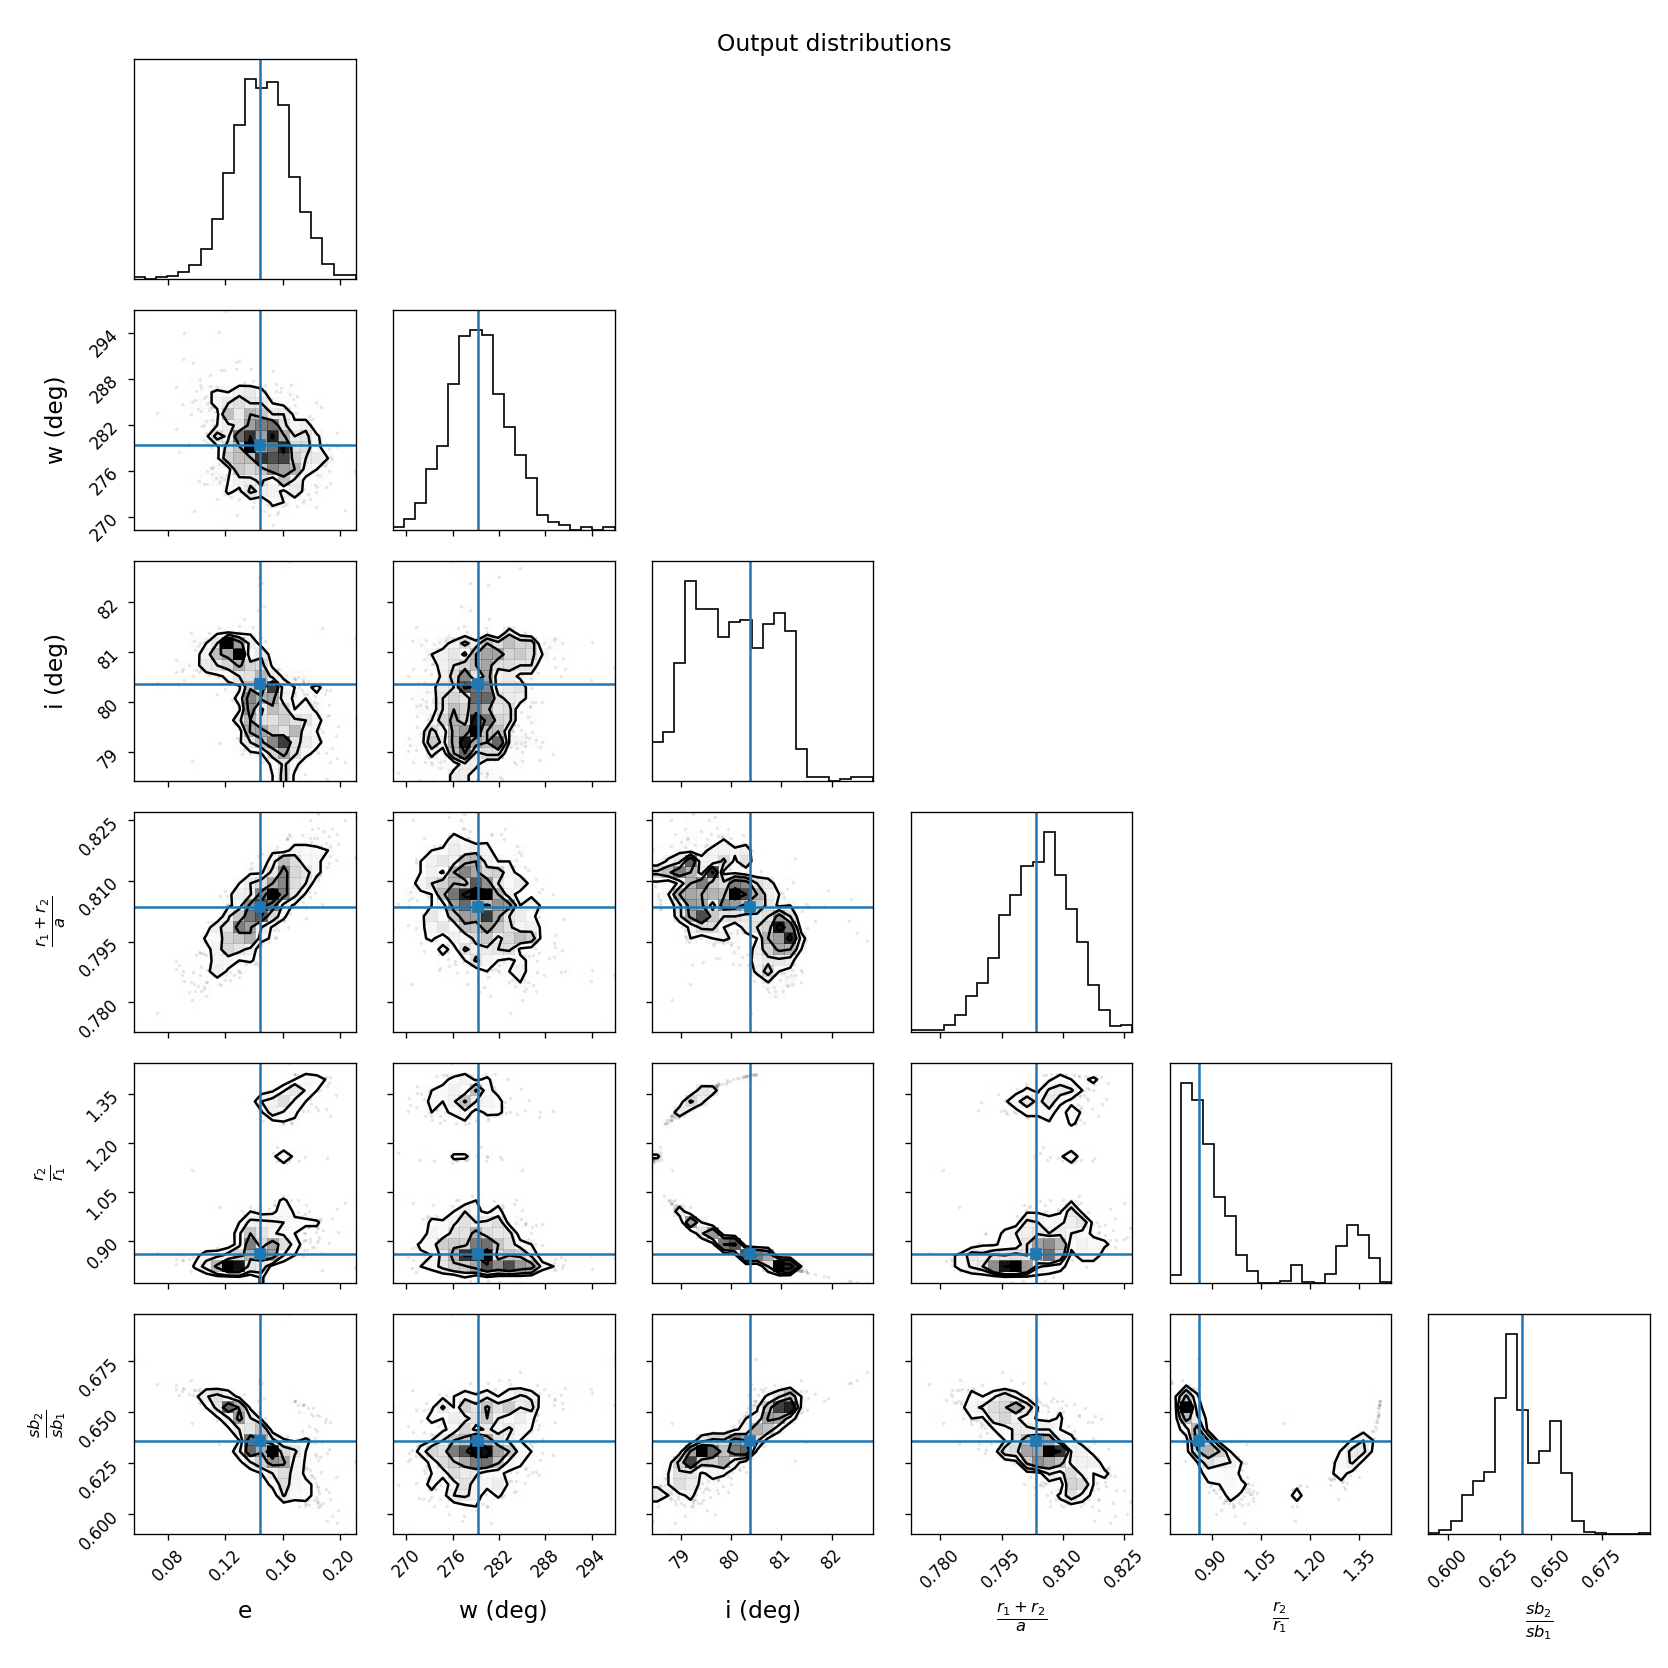 Output distributions
w (deg)
294
288
282
276
270
i (deg)
82
81
80
79
r₁ + r₂
a
0.825
0.810
0.795
0.780
r₂
r₁
1.35
1.20
1.05
0.90
sb₂
sb₁
0.675
0.650
0.625
0.600
0.08 0.12 0.16 0.20
270 276 282 288 294
79 80 81 82
0.780 0.795 0.810 0.825
0.90 1.05 1.20 1.35
0.600 0.625 0.650 0.675
e
w (deg)
i (deg)
r₁ + r₂
a
r₂
r₁
sb₂
sb₁